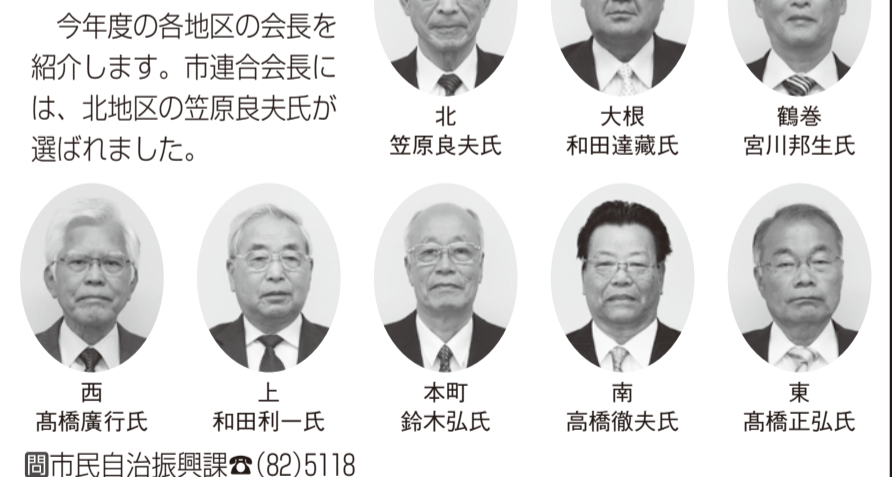 今年度の各地区の会長を
紹介します。市連合会長に
は、北地区の笠原良夫氏が
選ばれました。
北
笠原良夫氏
大根
和田達藏氏
鶴巻
宮川邦生氏
西
髙橋廣行氏
上
和田利一氏
本町
鈴木弘氏
南
高橋徹夫氏
東
髙橋正弘氏
問市民自治振興課☎(82)5118